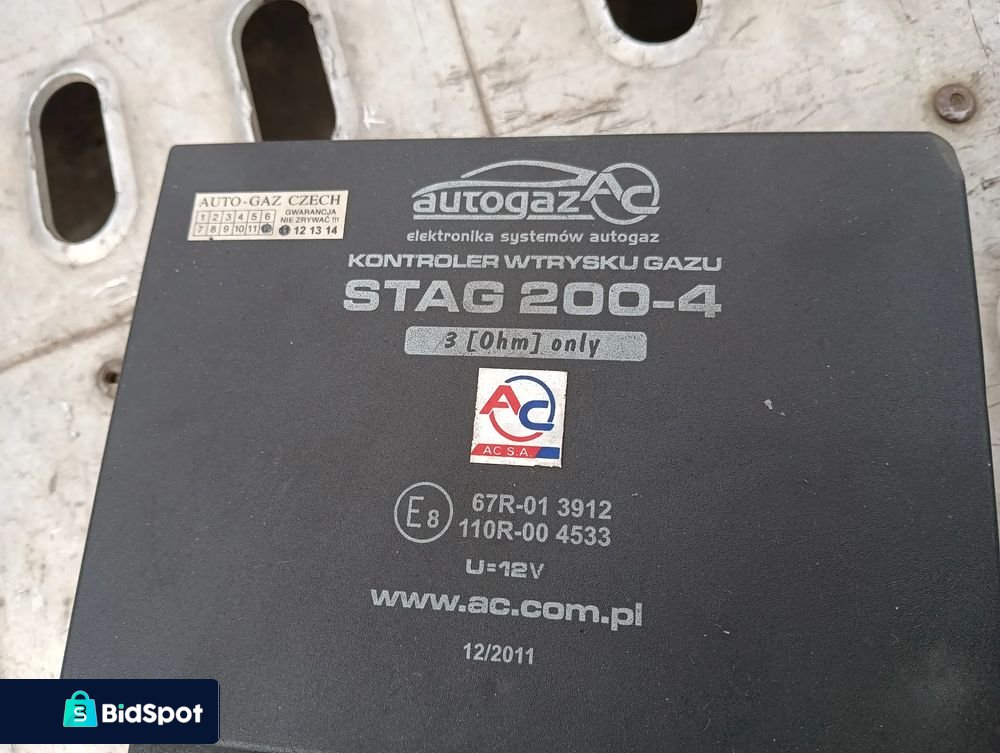 AUTO-GAZ CZECH
1 2 3 4 5 6 GWARANCJA
NIE ZRYWAĆ !!!
7 8 9 10 11 12 13 14
autogaz AC
elektronika systemów autogaz
KONTROLER WTRYSKU GAZU
STAG 200-4
3 [Ohm] only
AC
AC S.A.
E8
67R-01 3912
110R-00 4533
U=12V
www.ac.com.pl
12/2011
BidSpot